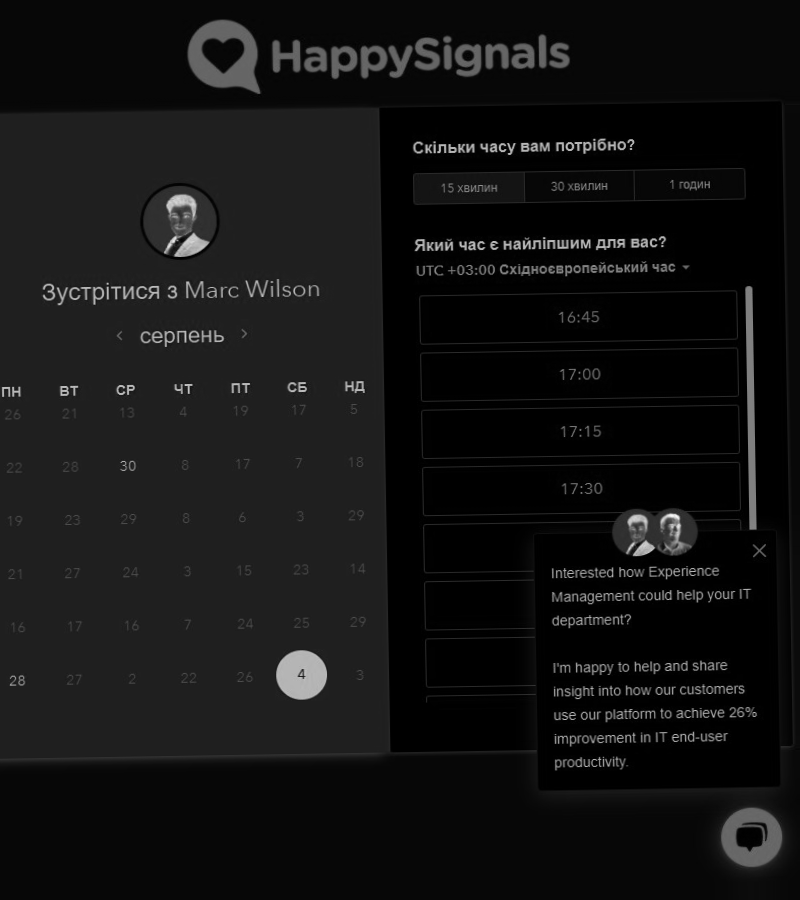 HappySignals
Зустрітися з Marc Wilson
серпень
ПН ВТ СР ЧТ ПТ СБ НД
26 21 13 4 19 17 5
22 28 30 8 17 7 18
19 23 29 8 6 3 29
21 27 24 3 15 23 14
16 17 16 7 24 25 29
28 27 2 22 26 4 3
Скільки часу вам потрібно?
15 хвилин 30 хвилин 1 годин
Який час є найліпшим для вас?
UTC +03:00 Східноєвропейський час
16:45
17:00
17:15
17:30
Interested how Experience
Management could help your IT
department?
I'm happy to help and share
insight into how our customers
use our platform to achieve 26%
improvement in IT end-user
productivity.